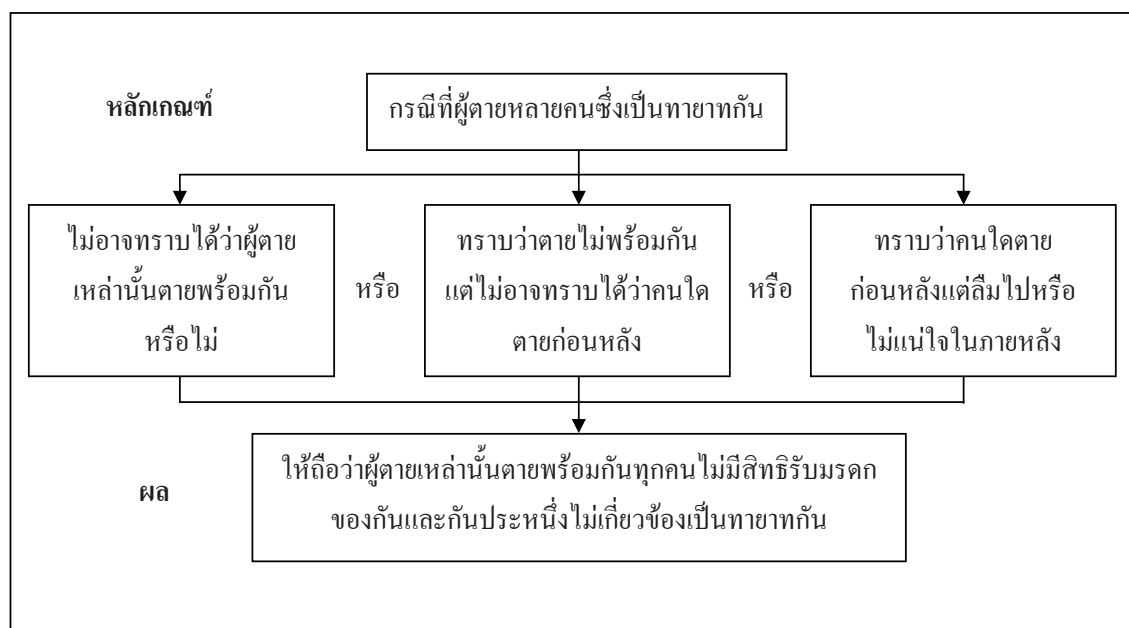 หลักเกณฑ์
กรณีที่ผู้ตายหลายคนซึ่งเป็นทายาทกัน
ไม่อาจทราบได้ว่าผู้ตาย
เหล่านั้นตายพร้อมกัน
หรือไม่
หรือ
ทราบว่าตายไม่พร้อมกัน
แต่ไม่อาจทราบได้ว่าคนใด
ตายก่อนหลัง
หรือ
ทราบว่าคนใดตาย
ก่อนหลังแต่ลืมไปหรือ
ไม่แน่ใจในภายหลัง
ผล
ให้ถือว่าผู้ตายเหล่านั้นตายพร้อมกันทุกคนไม่มีสิทธิรับมรดก
ของกันและกันประหนึ่งไม่เกี่ยวข้องเป็นทายาทกัน